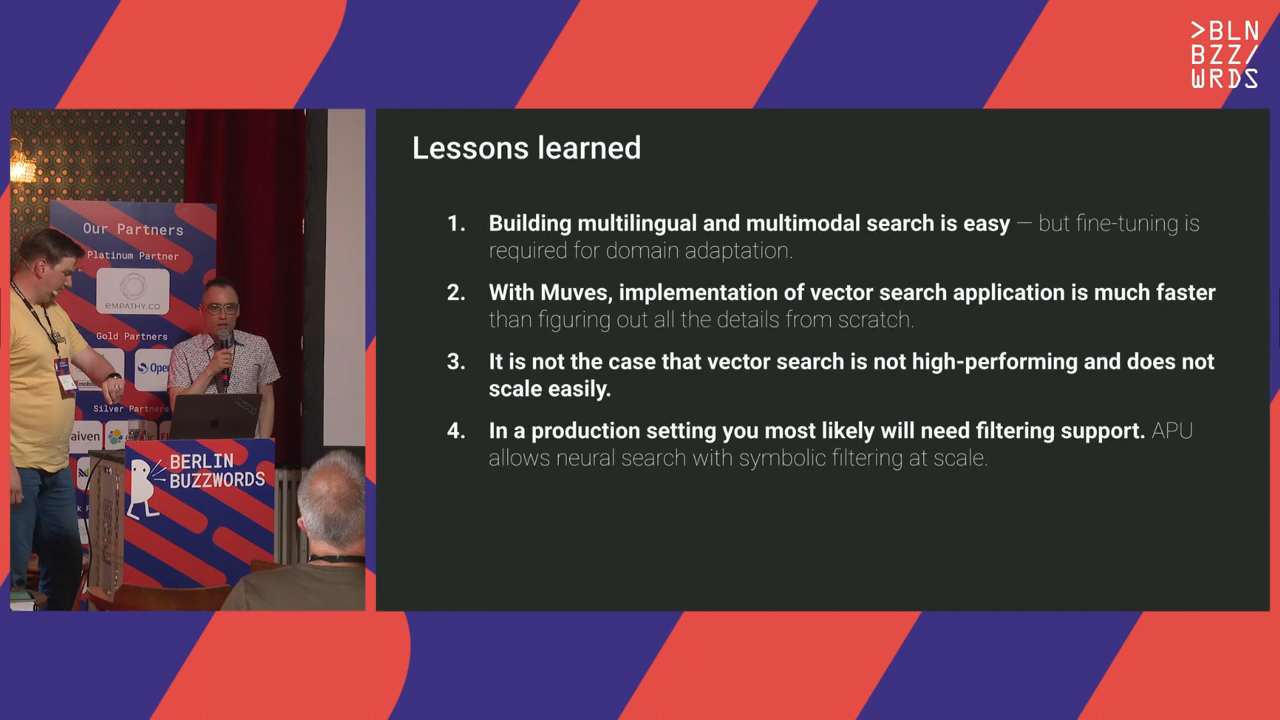 >BLN
BZZ/
WRDS
Our Partners
Platinum Partner
empathy.co
Gold Partners
Silver Partners
aiven
BERLIN
BUZZWORDS
Lessons learned
1. Building multilingual and multimodal search is easy — but fine-tuning is
required for domain adaptation.
2. With Muves, implementation of vector search application is much faster
than figuring out all the details from scratch.
3. It is not the case that vector search is not high-performing and does not
scale easily.
4. In a production setting you most likely will need filtering support. APU
allows neural search with symbolic filtering at scale.